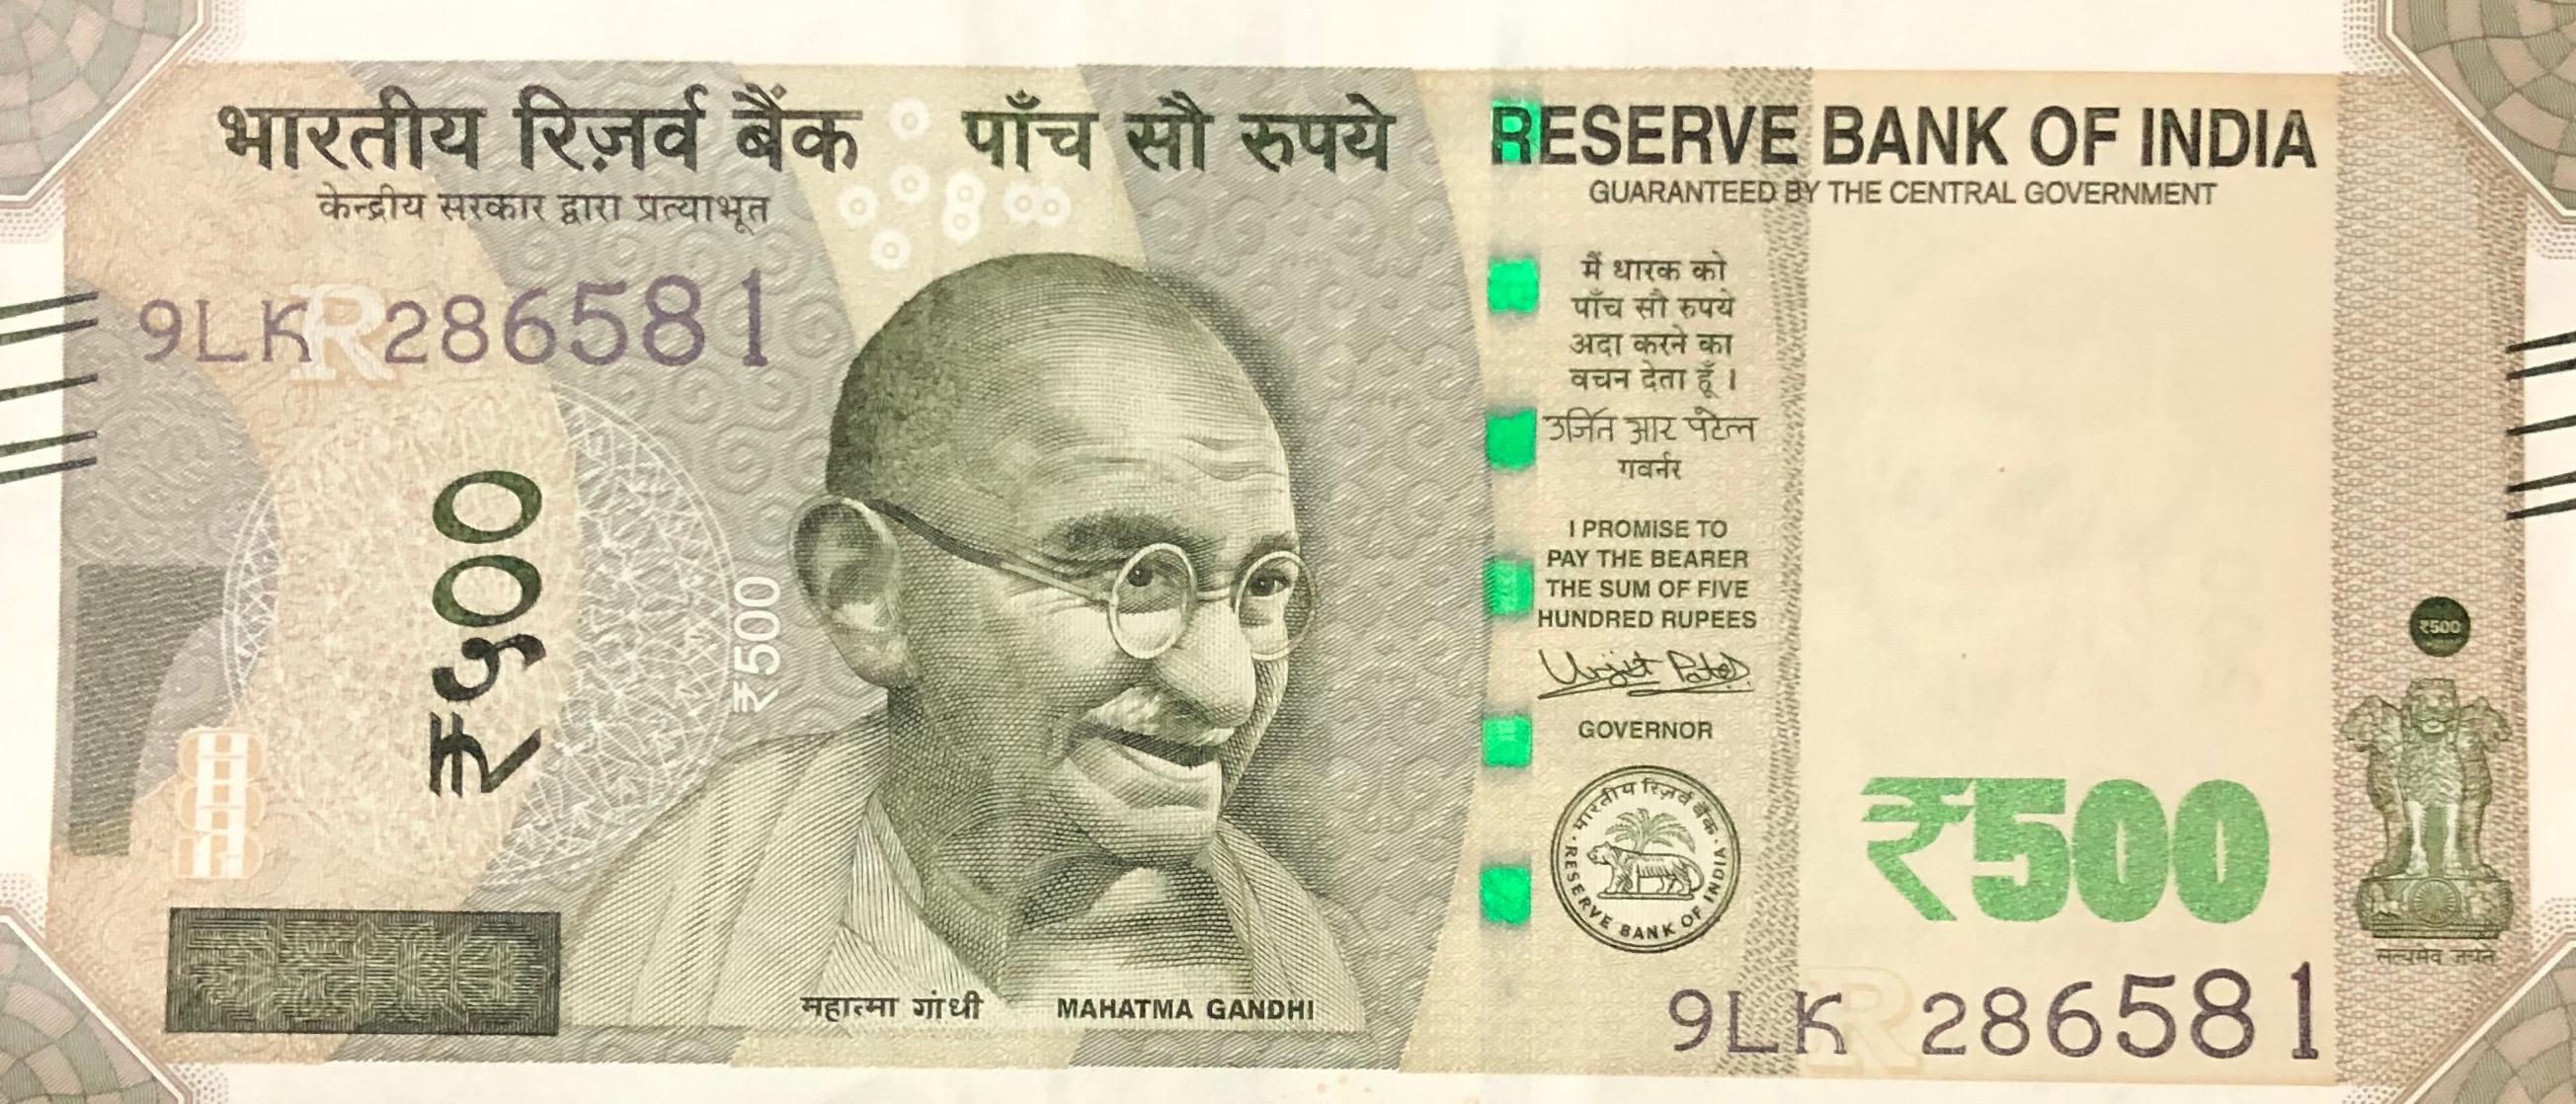 भारतीय रिज़र्व बैंक पाँच सौ रुपये
केन्द्रीय सरकार द्वारा प्रत्याभूत
RESERVE BANK OF INDIA
GUARANTEED BY THE CENTRAL GOVERNMENT
9LK R 286581
₹५००
₹500
मैं धारक को
पाँच सौ रुपये
अदा करने का
वचन देता हूँ ।
उर्जित आर पटेल
गवर्नर
I PROMISE TO
PAY THE BEARER
THE SUM OF FIVE
HUNDRED RUPEES
Urjit Patel
GOVERNOR
भारतीय रिज़र्व बैंक
RESERVE BANK OF INDIA
₹500
₹500
सत्यमेव जयते
महात्मा गांधी MAHATMA GANDHI
9LK R 286581